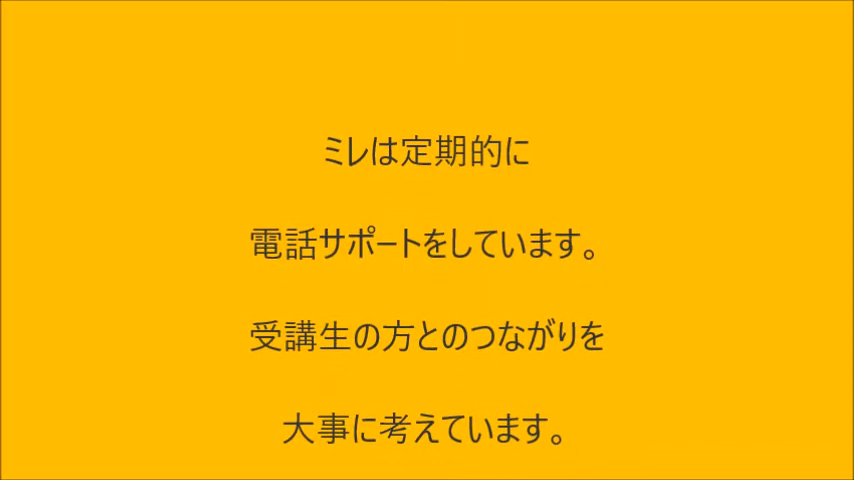 ミレは定期的に
電話サポートをしています。
受講生の方とのつながりを
大事に考えています。